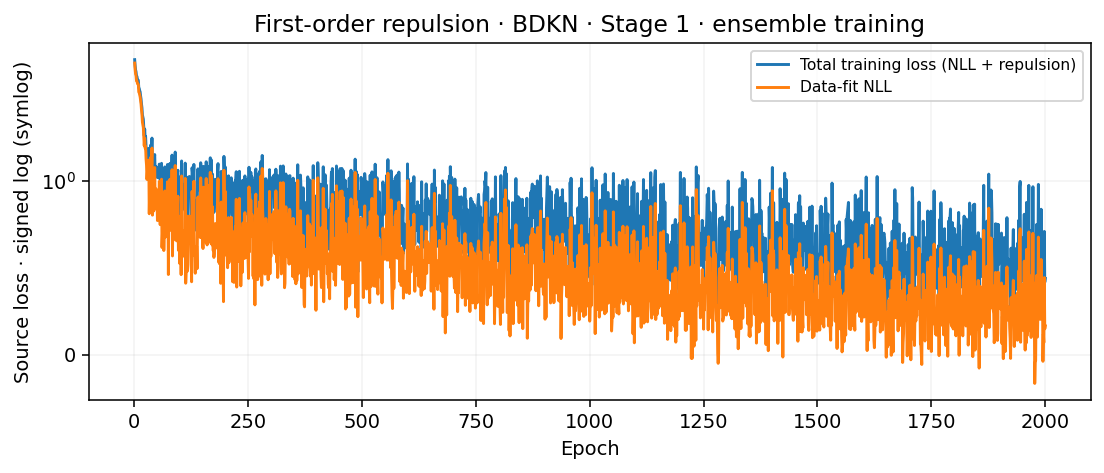 First-order repulsion · BDKN · Stage 1 · ensemble training
Source loss · signed log (symlog)
10⁰
0
Total training loss (NLL + repulsion)
Data-fit NLL
0 250 500 750 1000 1250 1500 1750 2000
Epoch